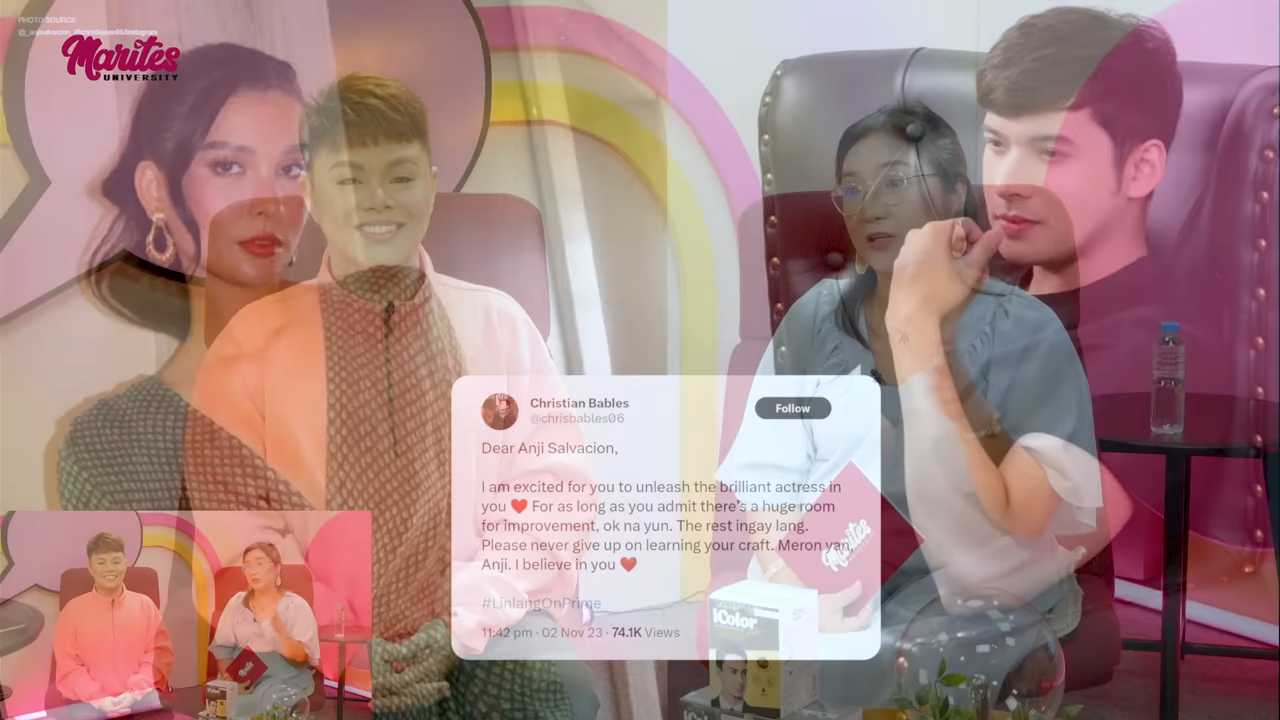 PHOTO SOURCE:
Marites
UNIVERSITY
Christian Bables
@chrisbables06
Follow
Dear Anji Salvacion,
I am excited for you to unleash the brilliant actress in
you ❤️ For as long as you admit there's a huge room
for improvement, ok na yun. The rest ingay lang.
Please never give up on learning your craft. Meron yan,
Anji. I believe in you ❤️
#LinlangOnPrime
11:42 pm · 02 Nov 23 · 74.1K Views
Marites
iColor
Marites